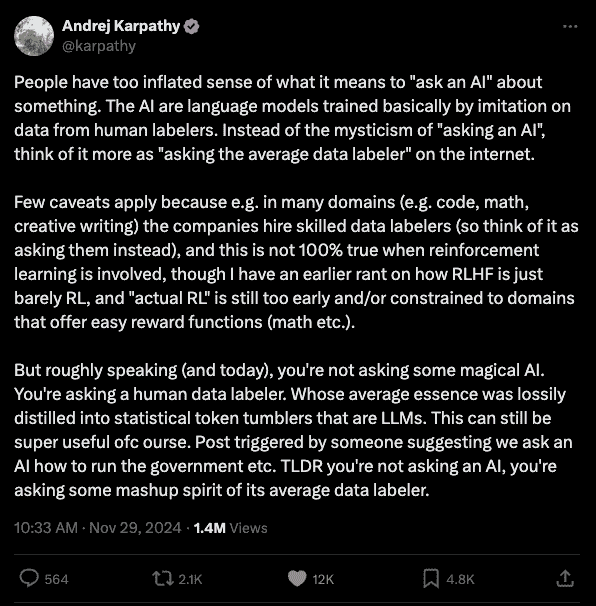 Andrej Karpathy
@karpathy
People have too inflated sense of what it means to "ask an AI" about
something. The AI are language models trained basically by imitation on
data from human labelers. Instead of the mysticism of "asking an AI",
think of it more as "asking the average data labeler" on the internet.
Few caveats apply because e.g. in many domains (e.g. code, math,
creative writing) the companies hire skilled data labelers (so think of it as
asking them instead), and this is not 100% true when reinforcement
learning is involved, though I have an earlier rant on how RLHF is just
barely RL, and "actual RL" is still too early and/or constrained to domains
that offer easy reward functions (math etc.).
But roughly speaking (and today), you're not asking some magical AI.
You're asking a human data labeler. Whose average essence was lossily
distilled into statistical token tumblers that are LLMs. This can still be
super useful ofc ourse. Post triggered by someone suggesting we ask an
AI how to run the government etc. TLDR you're not asking an AI, you're
asking some mashup spirit of its average data labeler.
10:33 AM · Nov 29, 2024 · 1.4M Views
564 2.1K 12K 4.8K